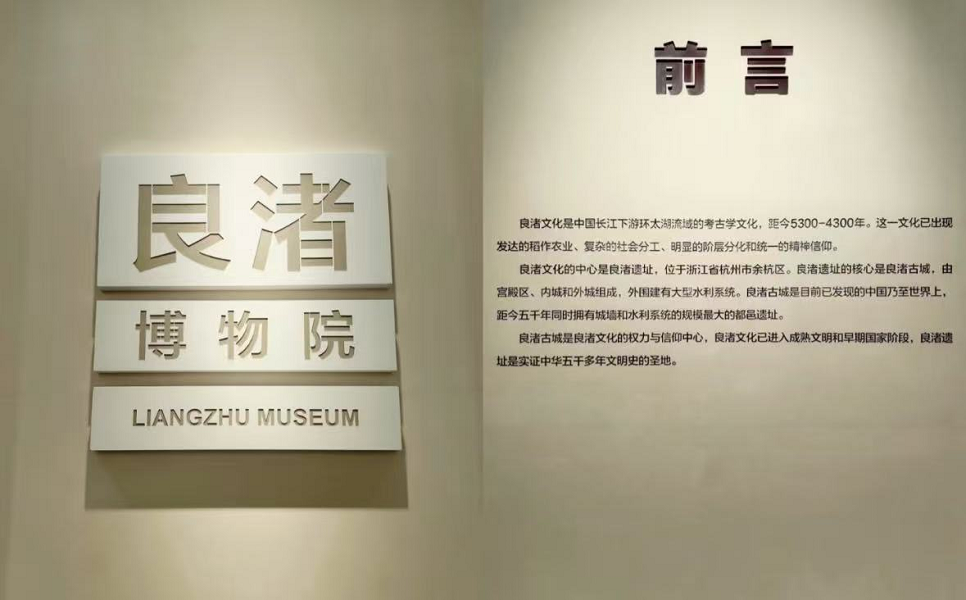 良渚
博物院
LIANGZHU MUSEUM
前言
良渚文化是中国长江下游环太湖流域的考古学文化，距今5300-4300年。这一文化已出现
发达的稻作农业、复杂的社会分工、明显的阶层分化和统一的精神信仰。
良渚文化的中心是良渚遗址，位于浙江省杭州市余杭区。良渚遗址的核心是良渚古城，由
宫殿区、内城和外城组成，外围建有大型水利系统。良渚古城是目前已发现的中国乃至世界上，
距今五千年同时拥有城墙和水利系统的规模最大的都邑遗址。
良渚古城是良渚文化的权力与信仰中心，良渚文化已进入成熟文明和早期国家阶段，良渚遗
址是实证中华五千多年文明史的圣地。